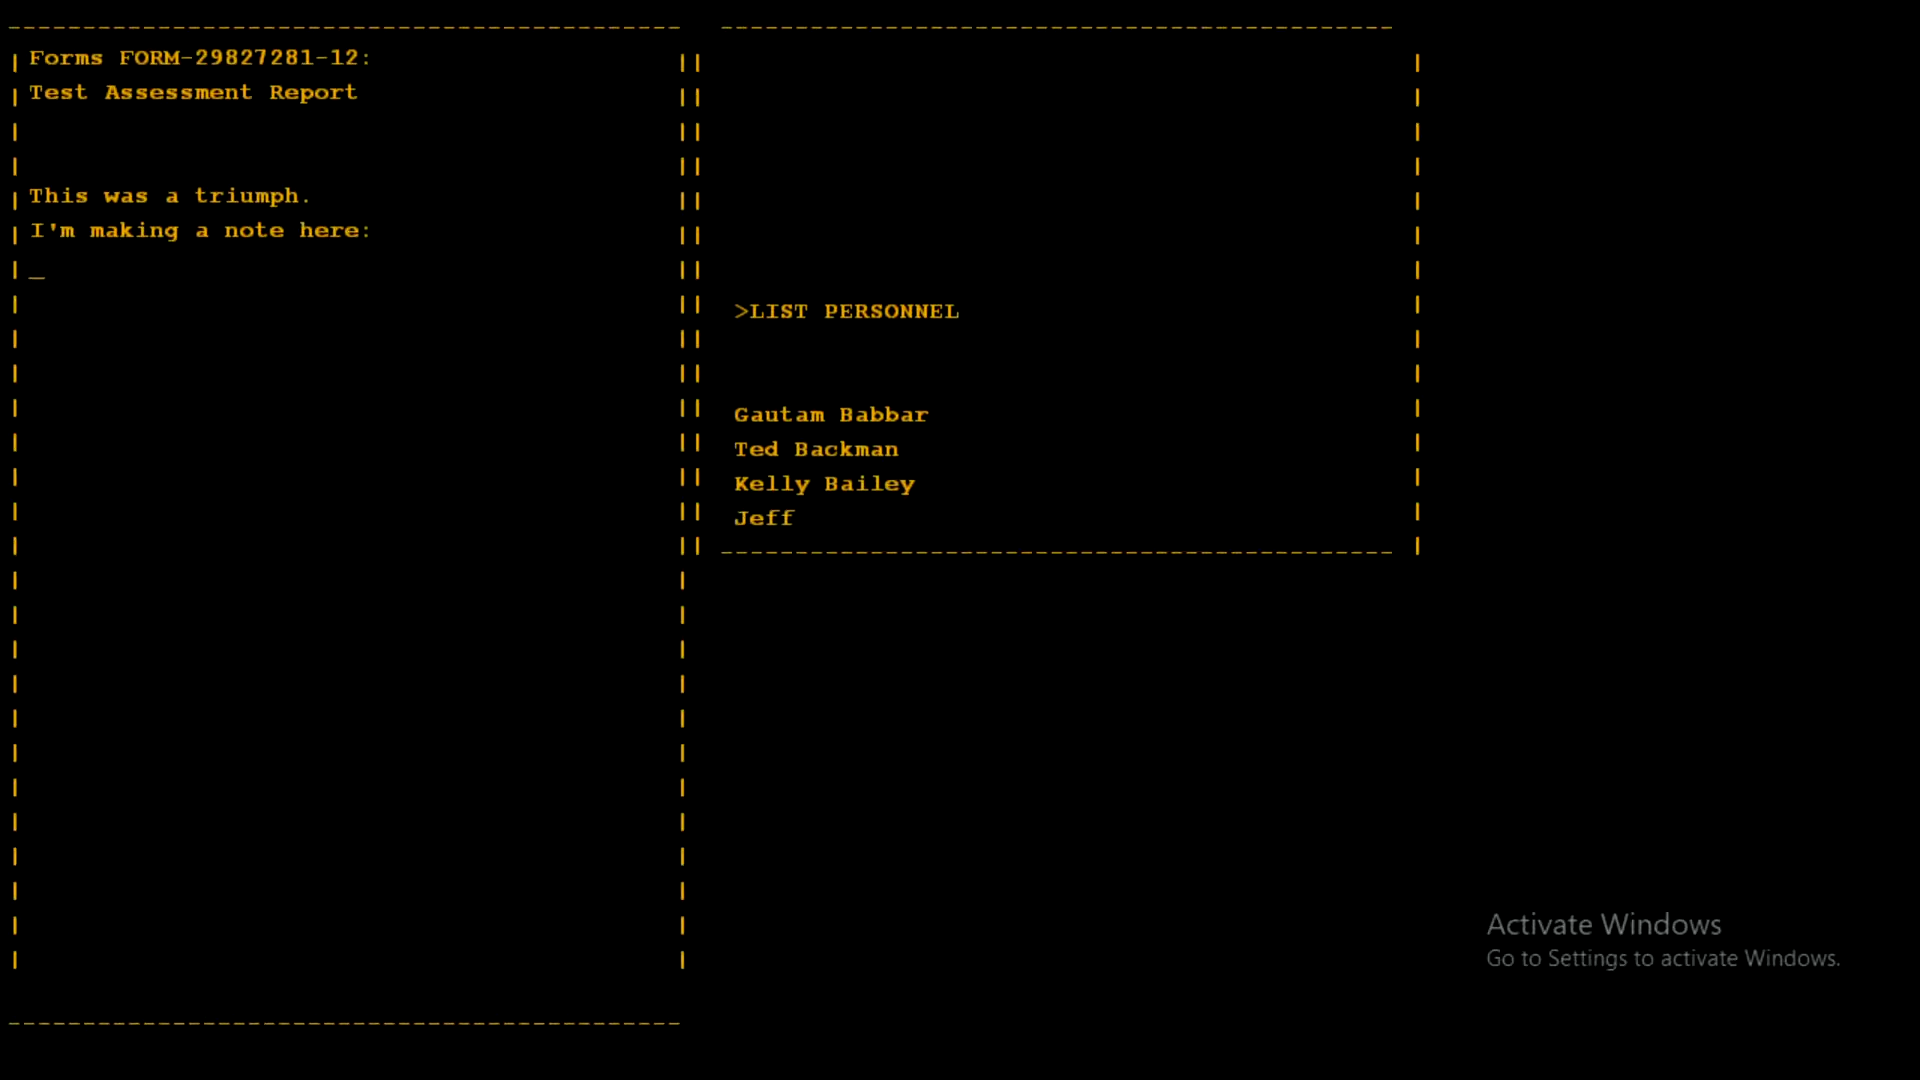 Forms FORM-29827281-12:
Test Assessment Report
This was a triumph.
I'm making a note here:
_
>LIST PERSONNEL
Gautam Babbar
Ted Backman
Kelly Bailey
Jeff
Activate Windows
Go to Settings to activate Windows.